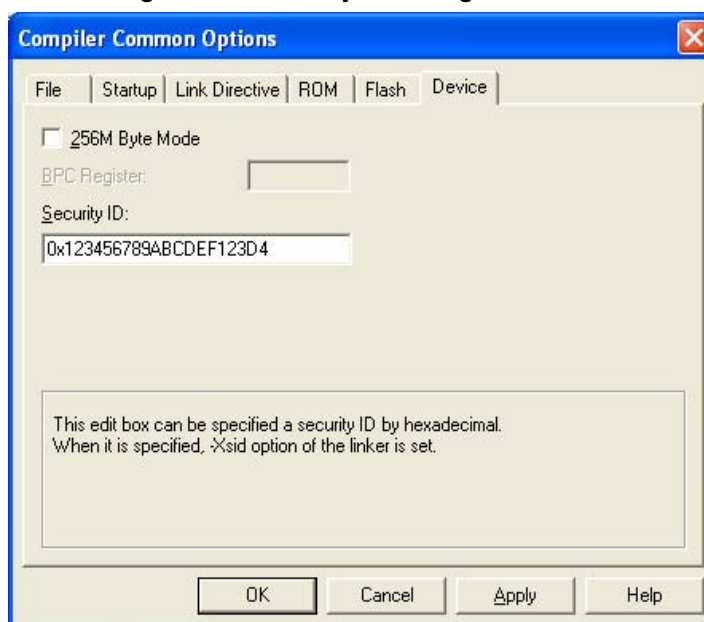 Compiler Common Options
File Startup Link Directive ROM Flash Device
256M Byte Mode
BPC Register:
Security ID:
0x123456789ABCDEF123D4
This edit box can be specified a security ID by hexadecimal.
When it is specified, -Xsid option of the linker is set.
OK Cancel Apply Help